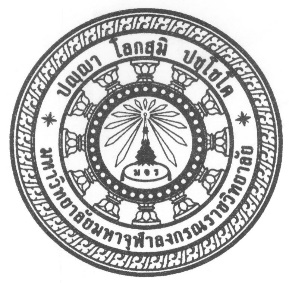 ปญฺญา โลกสฺมิ ปชฺโชโต
ม จ ร
มหาวิทยาลัยมหาจุฬาลงกรณราชวิทยาลัย